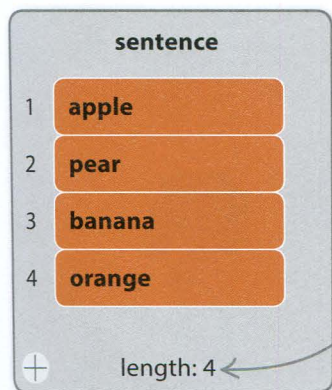 sentence
1 apple
2 pear
3 banana
4 orange
+ length: 4